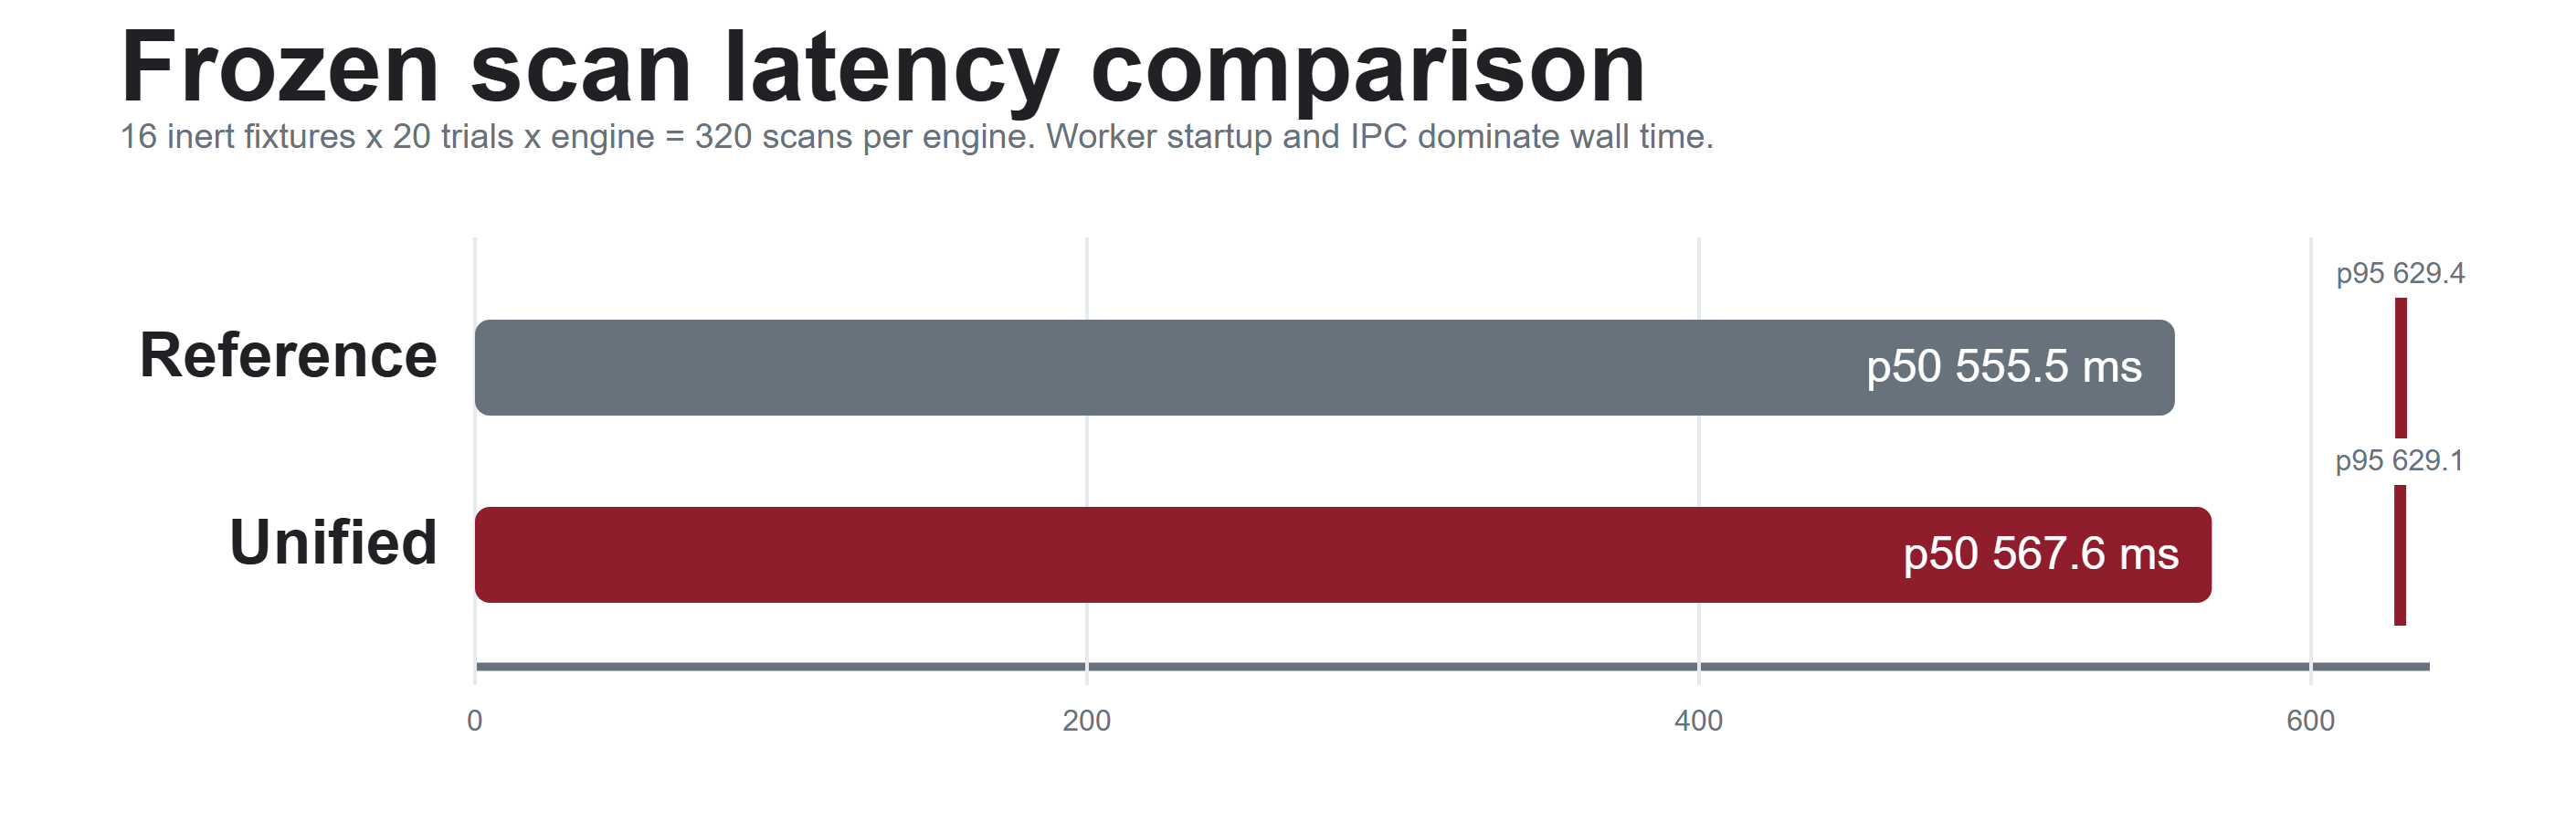 Frozen scan latency comparison
16 inert fixtures x 20 trials x engine = 320 scans per engine. Worker startup and IPC dominate wall time.
p95 629.4
Reference
p50 555.5 ms
p95 629.1
Unified
p50 567.6 ms
0
200
400
600